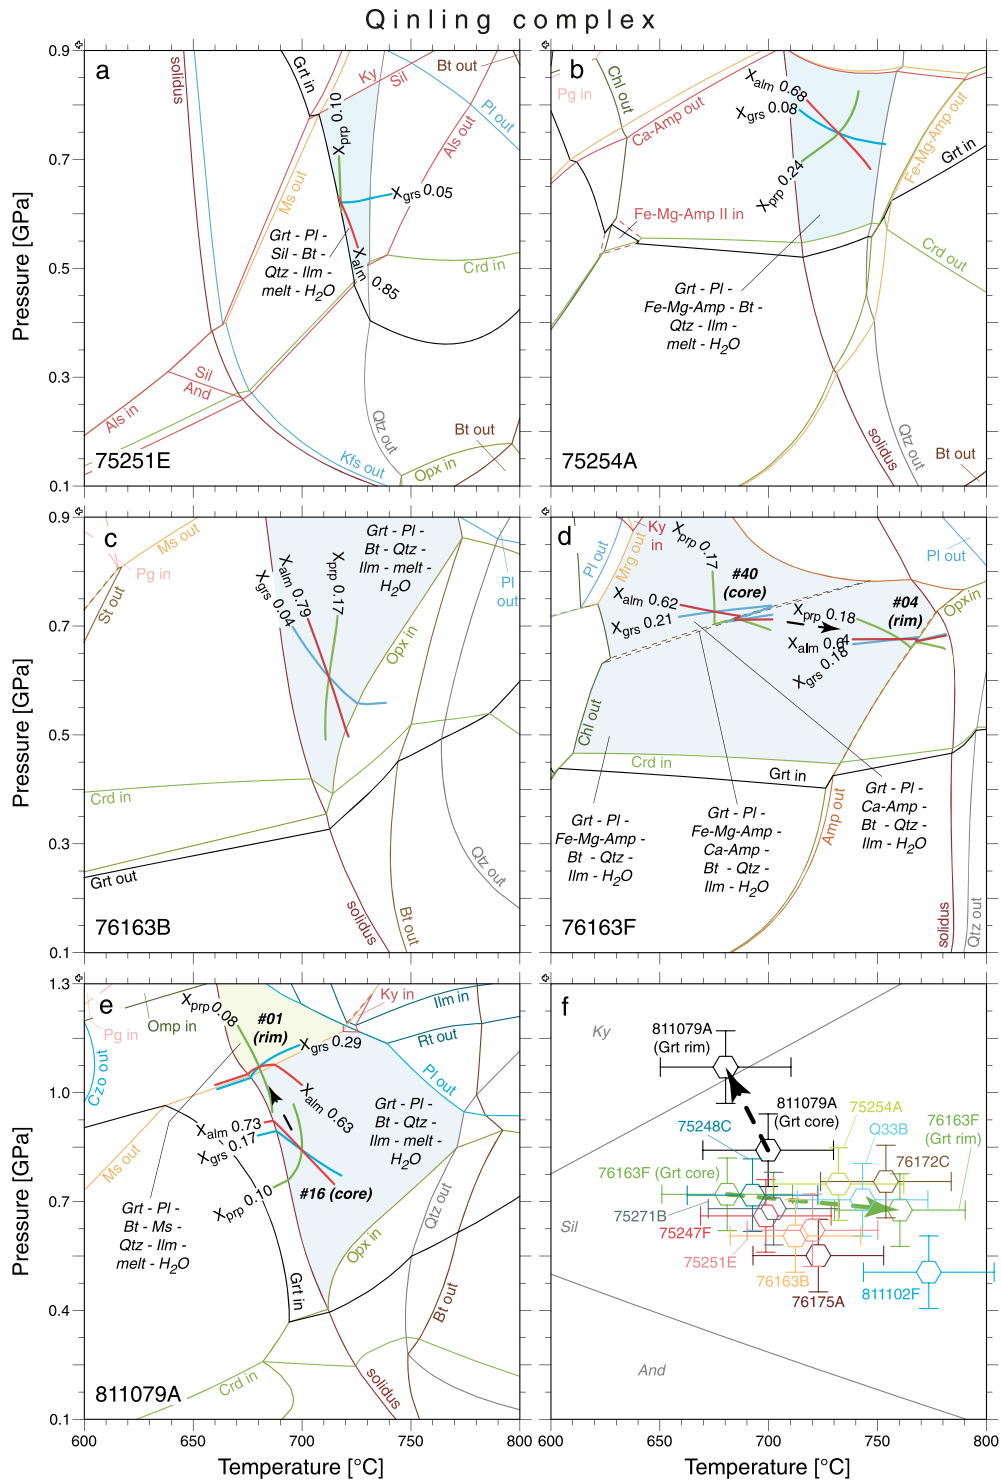 Qinling complex
a
solidus
Grt in
Ky
Sil
Bt out
Pl out
Als out
Xprp 0.10
Ms out
Xgrs 0.05
Grt - Pl -
Sil - Bt -
Qtz - Ilm -
melt - H2O
Xalm 0.85
Crd in
Sil
And
Als in
Qtz out
Kfs out
Opx in
Bt out
75251E
0.9
0.7
0.5
0.3
0.1
Pressure [GPa]
b
Pg in
Chl out
Ca-Amp out
Xalm 0.68
Xgrs 0.08
Xprp 0.24
Fe-Mg-Amp out
Grt in
Fe-Mg-Amp II in
Crd out
Grt - Pl -
Fe-Mg-Amp - Bt -
Qtz - Ilm -
melt - H2O
solidus
Qtz out
Bt out
75254A
c
Ms out
Pg in
St out
Xalm 0.79
Xgrs 0.04
Xprp 0.17
Grt - Pl -
Bt - Qtz -
Ilm - melt -
H2O
Pl
out
Opx in
Crd in
Grt out
solidus
Bt out
Qtz out
76163B
0.9
0.7
0.5
0.3
0.1
Pressure [GPa]
d
Pl out
Mrg out
Ky
in
Xprp 0.17
#40
(core)
Xalm 0.62
Xgrs 0.21
Xprp 0.18
Xalm 0.64
Xgrs 0.18
#04
(rim)
Pl out
Opx in
Chl out
Crd in
Grt in
Amp out
Grt - Pl -
Fe-Mg-Amp -
Bt - Qtz -
Ilm - H2O
Grt - Pl -
Fe-Mg-Amp -
Ca-Amp -
Bt - Qtz -
Ilm - H2O
Grt - Pl -
Ca-Amp -
Bt - Qtz -
Ilm - H2O
solidus
Qtz out
76163F
e
Pg in
Omp in
Czo out
Xprp 0.08
#01
(rim)
Xgrs 0.29
Ky in
Ilm in
Rt out
Pl out
Xalm 0.63
Xalm 0.73
Xgrs 0.17
Xprp 0.10
#16 (core)
Ms out
Grt - Pl -
Bt - Ms -
Qtz - Ilm -
melt - H2O
Grt - Pl -
Bt - Qtz -
Ilm - melt -
H2O
Qtz out
Opx in
Grt in
Bt out
Crd in
solidus
811079A
1.3
1.0
0.7
0.4
0.1
Pressure [GPa]
600
650
700
750
800
Temperature [°C]
f
Ky
Sil
And
811079A
(Grt rim)
811079A
(Grt core)
75254A
Q33B
76163F
(Grt rim)
75248C
76163F (Grt core)
76172C
75271B
75247F
75251E
76163B
76175A
811102F
600
650
700
750
800
Temperature [°C]